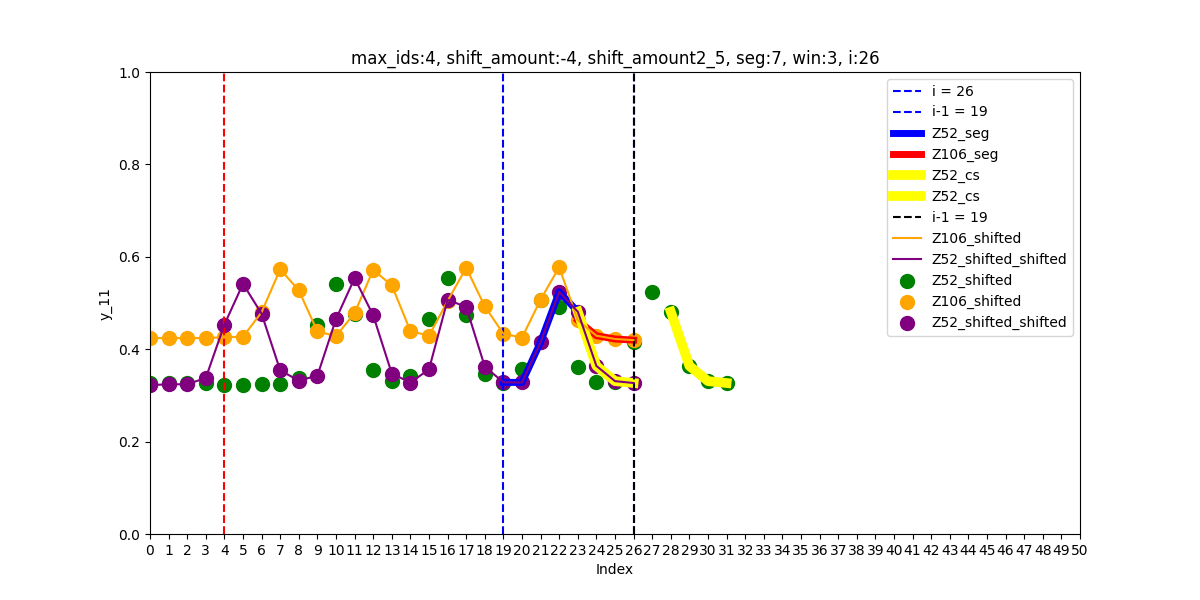 max_ids:4, shift_amount:-4, shift_amount2_5, seg:7, win:3, i:26
y_11
1.0
0.8
0.6
0.4
0.2
0.0
i = 26
i-1 = 19
Z52_seg
Z106_seg
Z52_cs
Z52_cs
i-1 = 19
Z106_shifted
Z52_shifted_shifted
Z52_shifted
Z106_shifted
Z52_shifted_shifted
0 1 2 3 4 5 6 7 8 9 10 11 12 13 14 15 16 17 18 19 20 21 22 23 24 25 26 27 28 29 30 31 32 33 34 35 36 37 38 39 40 41 42 43 44 45 46 47 48 49 50
Index